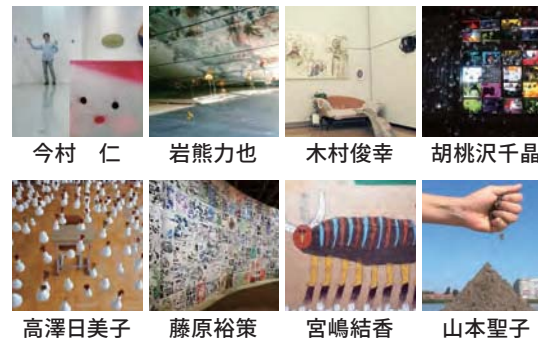 今村　仁
岩熊力也
木村俊幸
胡桃沢千晶
高澤日美子
藤原裕策
宮嶋結香
山本聖子